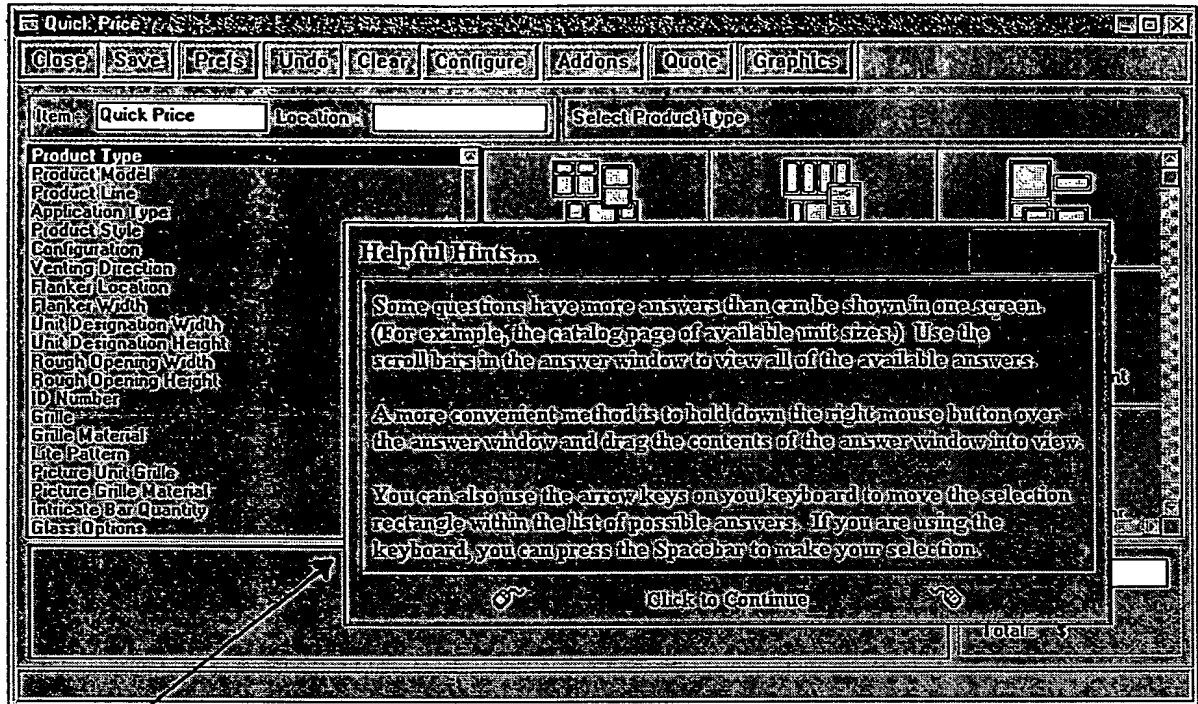 Quick Price
Close Save Prefs Undo Clear Configure Addons Quote Graphics
Item: Quick Price Location: Select Product Type
Product Type
Product Model
Product Line
Application Type
Product Style
Configuration
Venting Direction
Flanker Location
Flanker Width
Unit Designation Width
Unit Designation Height
Rough Opening Width
Rough Opening Height
ID Number
Grille
Grille Material
Lite Pattern
Picture Unit Grille
Picture Grille Material
Intricate Bar Quantity
Glass Options
Helpful Hints...
Some questions have more answers than can be shown in one screen.
(For example, the catalog page of available unit sizes.) Use the
scroll bars in the answer window to view all of the available answers.
A more convenient method is to hold down the right mouse button over
the answer window and drag the contents of the answer window into view.
You can also use the arrow keys on you keyboard to move the selection
rectangle within the list of possible answers. If you are using the
keyboard, you can press the Spacebar to make your selection.
Click to Continue
Total: $